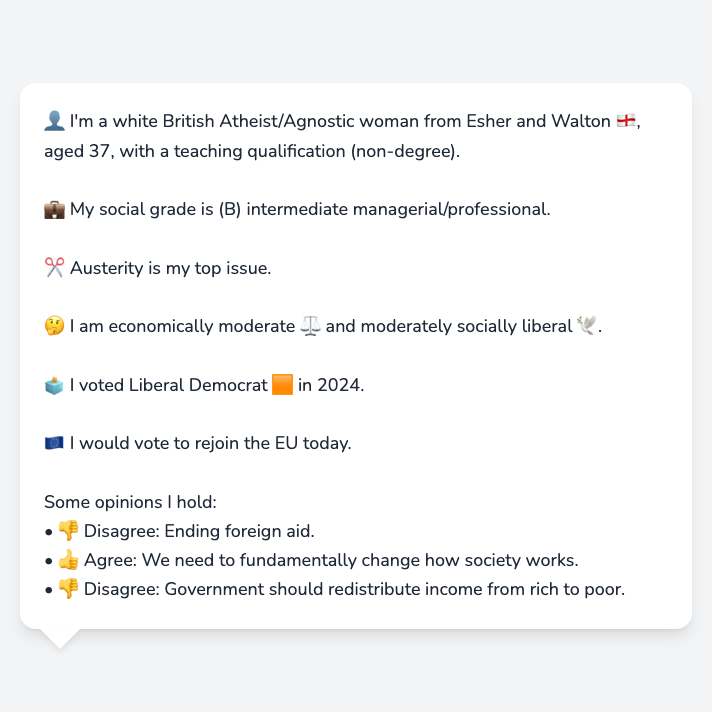 👤 I'm a white British Atheist/Agnostic woman from Esher and Walton 🏴󠁧󠁢󠁥󠁮󠁧󠁿,
aged 37, with a teaching qualification (non-degree).
💼 My social grade is (B) intermediate managerial/professional.
✂️ Austerity is my top issue.
🤔 I am economically moderate ⚖️ and moderately socially liberal 🕊️.
🗳️ I voted Liberal Democrat 🟧 in 2024.
🇪🇺 I would vote to rejoin the EU today.
Some opinions I hold:
• 👎 Disagree: Ending foreign aid.
• 👍 Agree: We need to fundamentally change how society works.
• 👎 Disagree: Government should redistribute income from rich to poor.